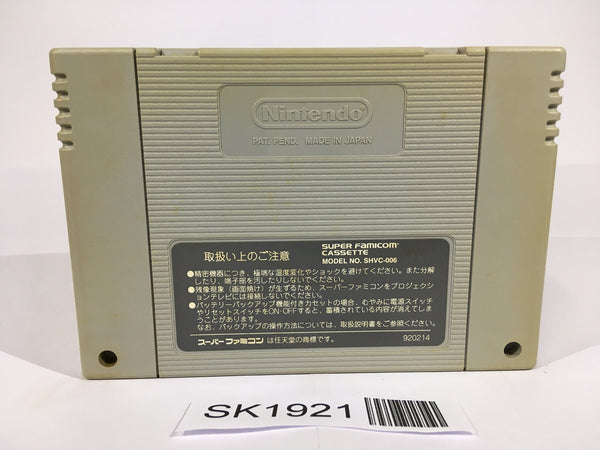 Nintendo
PAT. PEND. MADE IN JAPAN
取扱い上のご注意
SUPER FAMICOM
CASSETTE
MODEL NO. SHVC-006
●精密機器につき、極端な温度変化やショックを避けてください。また分解
したり、端子部を汚したりしないでください。
●残像現象（画面焼け）が生ずるため、スーパーファミコンをプロジェクシ
ョンテレビには接続しないでください。
●バッテリーバックアップ機能付きカセットの場合、むやみに電源スイッチ
やリセットスイッチをON・OFFすると、蓄積されている内容が消えてしま
うことがあります。
なお、バックアップの操作方法については、取扱説明書をご参照ください。
スーパーファミコンは任天堂の商標です。
920214
SK1921